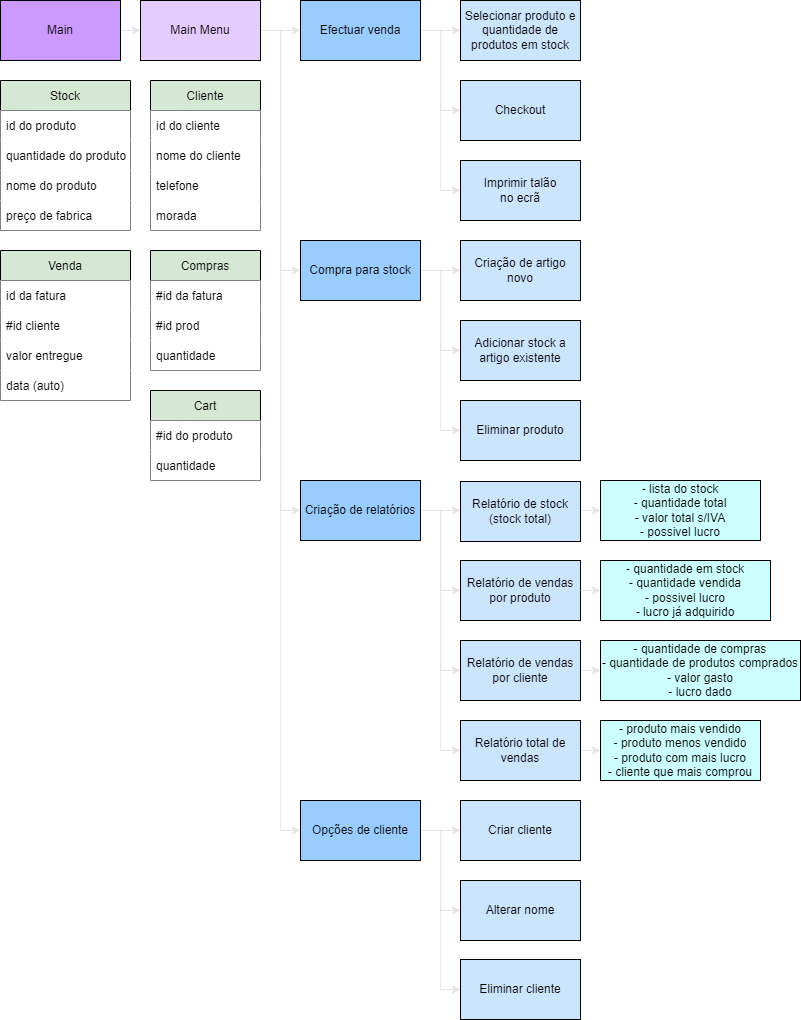 Main
Main Menu
Efectuar venda
Selecionar produto e
quantidade de
produtos em stock
Checkout
Imprimir talão
no ecrã
Stock
id do produto
quantidade do produto
nome do produto
preço de fabrica
Cliente
id do cliente
nome do cliente
telefone
morada
Venda
id da fatura
#id cliente
valor entregue
data (auto)
Compras
#id da fatura
#id prod
quantidade
Cart
#id do produto
quantidade
Compra para stock
Criação de artigo
novo
Adicionar stock a
artigo existente
Eliminar produto
Criação de relatórios
Relatório de stock
(stock total)
- lista do stock
- quantidade total
- valor total s/IVA
- possivel lucro
Relatório de vendas
por produto
- quantidade em stock
- quantidade vendida
- possivel lucro
- lucro já adquirido
Relatório de vendas
por cliente
- quantidade de compras
- quantidade de produtos comprados
- valor gasto
- lucro dado
Relatório total de
vendas
- produto mais vendido
- produto menos vendido
- produto com mais lucro
- cliente que mais comprou
Opções de cliente
Criar cliente
Alterar nome
Eliminar cliente